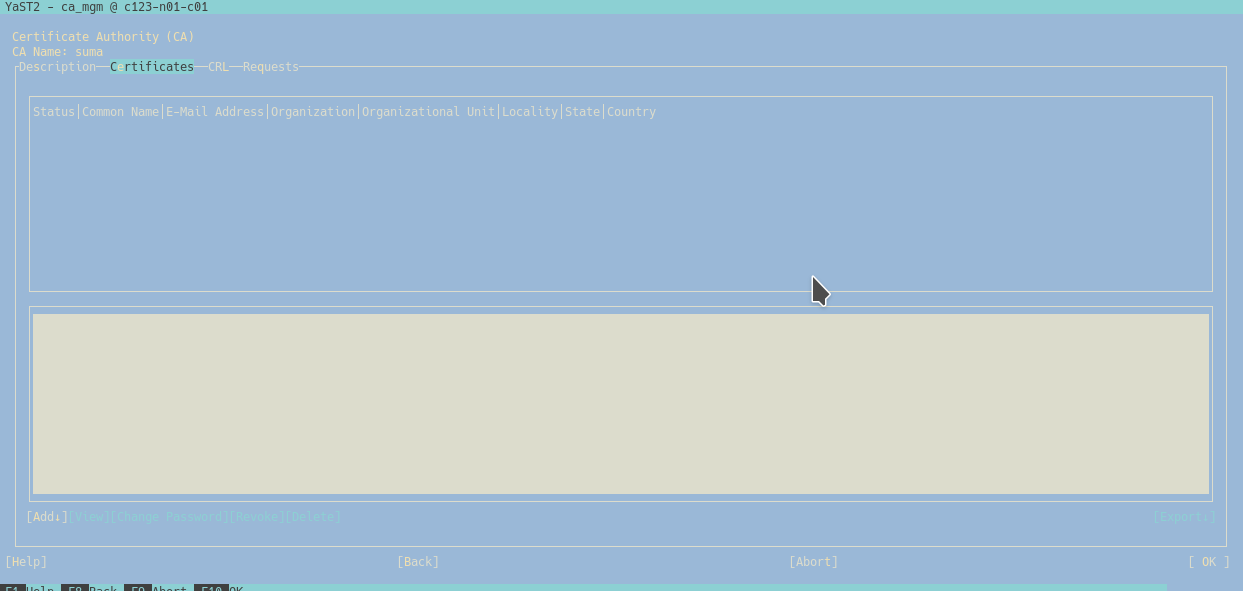 YaST2 - ca_mgm @ c123-n01-c01
Certificate Authority (CA)
CA Name: suma
Description Certificates CRL Requests
Status|Common Name|E-Mail Address|Organization|Organizational Unit|Locality|State|Country
[Add↓][View][Change Password][Revoke][Delete] [Export↓]
[Help] [Back] [Abort] [ OK ]
F1 Help F8 Back F9 Abort F10 OK